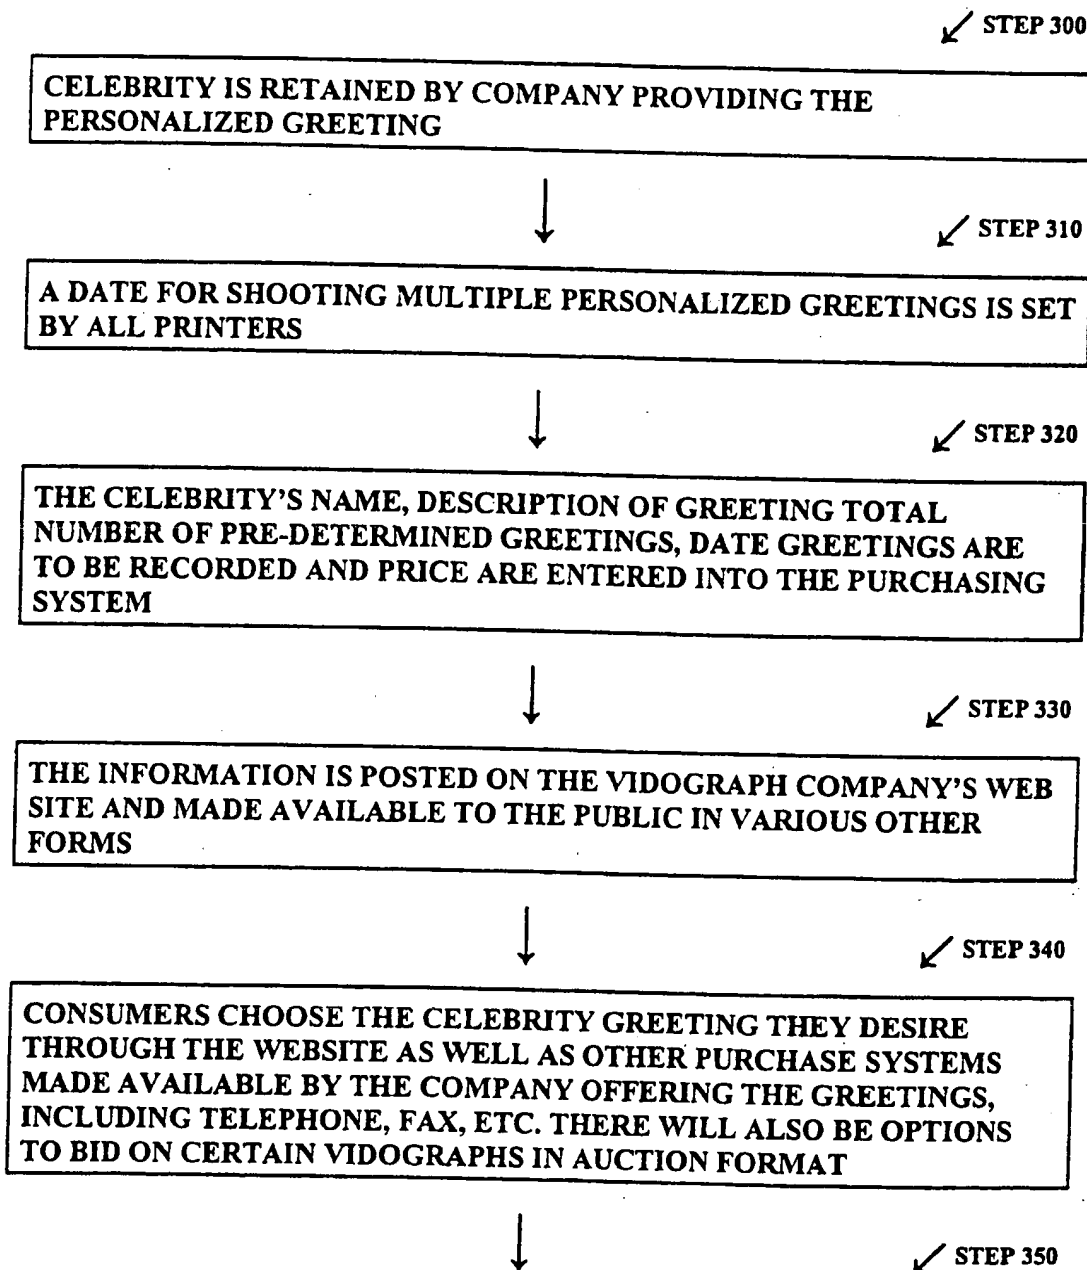 STEP 300
CELEBRITY IS RETAINED BY COMPANY PROVIDING THE
PERSONALIZED GREETING
STEP 310
A DATE FOR SHOOTING MULTIPLE PERSONALIZED GREETINGS IS SET
BY ALL PRINTERS
STEP 320
THE CELEBRITY'S NAME, DESCRIPTION OF GREETING TOTAL
NUMBER OF PRE-DETERMINED GREETINGS, DATE GREETINGS ARE
TO BE RECORDED AND PRICE ARE ENTERED INTO THE PURCHASING
SYSTEM
STEP 330
THE INFORMATION IS POSTED ON THE VIDOGRAPH COMPANY'S WEB
SITE AND MADE AVAILABLE TO THE PUBLIC IN VARIOUS OTHER
FORMS
STEP 340
CONSUMERS CHOOSE THE CELEBRITY GREETING THEY DESIRE
THROUGH THE WEBSITE AS WELL AS OTHER PURCHASE SYSTEMS
MADE AVAILABLE BY THE COMPANY OFFERING THE GREETINGS,
INCLUDING TELEPHONE, FAX, ETC. THERE WILL ALSO BE OPTIONS
TO BID ON CERTAIN VIDOGRAPHS IN AUCTION FORMAT
STEP 350